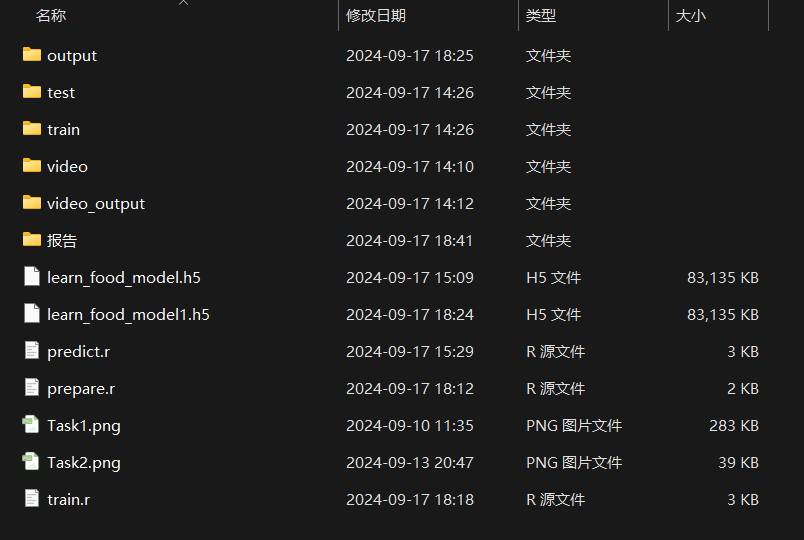 名称 修改日期 类型 大小
output 2024-09-17 18:25 文件夹
test 2024-09-17 14:26 文件夹
train 2024-09-17 14:26 文件夹
video 2024-09-17 14:10 文件夹
video_output 2024-09-17 14:12 文件夹
报告 2024-09-17 18:41 文件夹
learn_food_model.h5 2024-09-17 15:09 H5 文件 83,135 KB
learn_food_model1.h5 2024-09-17 18:24 H5 文件 83,135 KB
predict.r 2024-09-17 15:29 R 源文件 3 KB
prepare.r 2024-09-17 18:12 R 源文件 2 KB
Task1.png 2024-09-10 11:35 PNG 图片文件 283 KB
Task2.png 2024-09-13 20:47 PNG 图片文件 39 KB
train.r 2024-09-17 18:18 R 源文件 3 KB